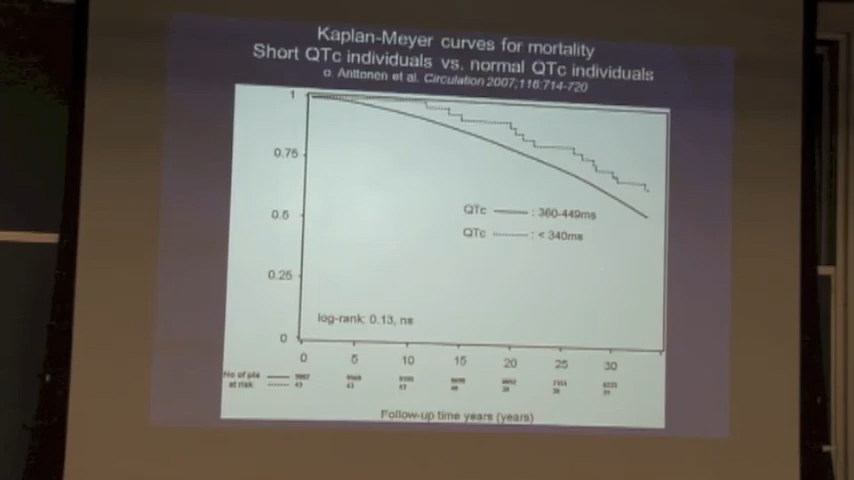 Kaplan-Meyer curves for mortality
Short QTc individuals vs. normal QTc individuals
o. Anttonen et al. Circulation 2007;116:714-720
1
0.75
0.5
0.25
0
QTc : 360-449ms
QTc : < 340ms
log-rank: 0.13, ns
0 5 10 15 20 25 30
No of pts
at risk
Follow-up time years (years)